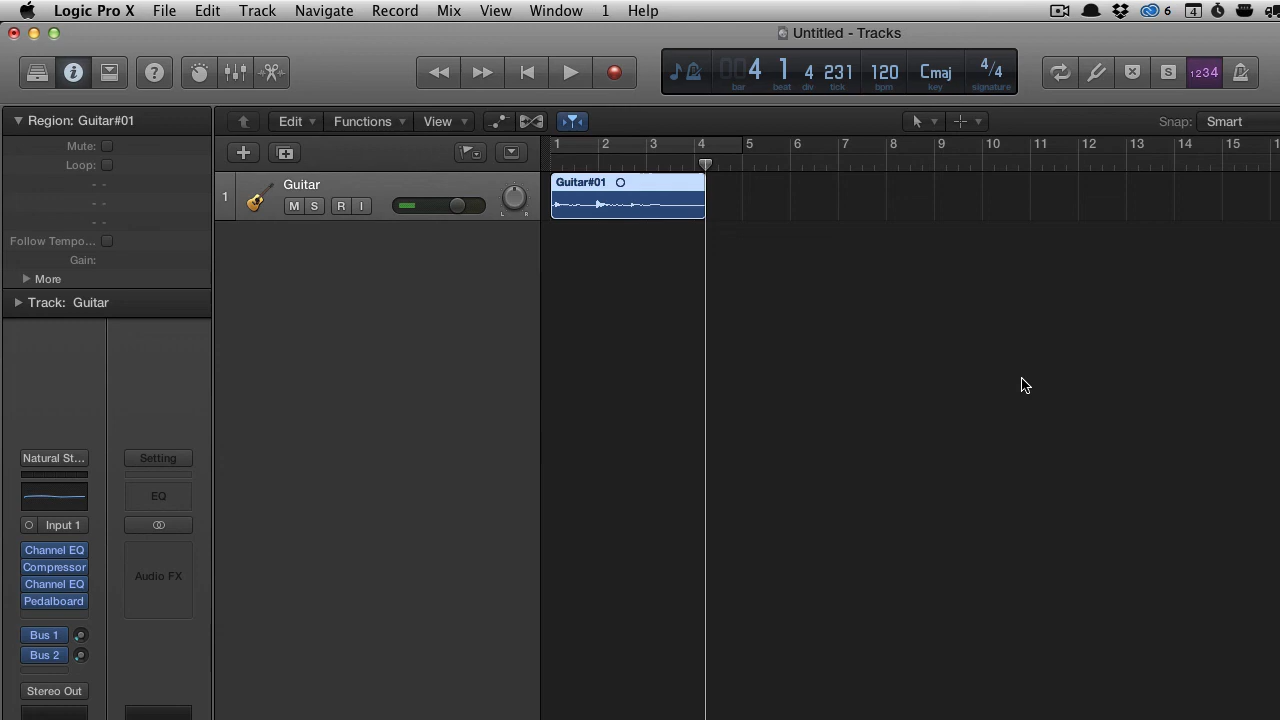 Logic Pro X File Edit Track Navigate Record Mix View Window 1 Help 6 4
Untitled - Tracks
004 1 4 231 120 Cmaj 4/4
bar beat div tick bpm key signature
S 1234
Region: Guitar#01
Edit Functions View Snap: Smart
Mute:
Loop:
- -
- -
- -
Follow Tempo...
Gain:
More
Track: Guitar
1 2 3 4 5 6 7 8 9 10 11 12 13 14 15
1 Guitar
M S R I
L R
Guitar#01
Natural St... Setting
EQ
Input 1
Channel EQ
Compressor
Channel EQ
Pedalboard
Audio FX
Bus 1
Bus 2
Stereo Out